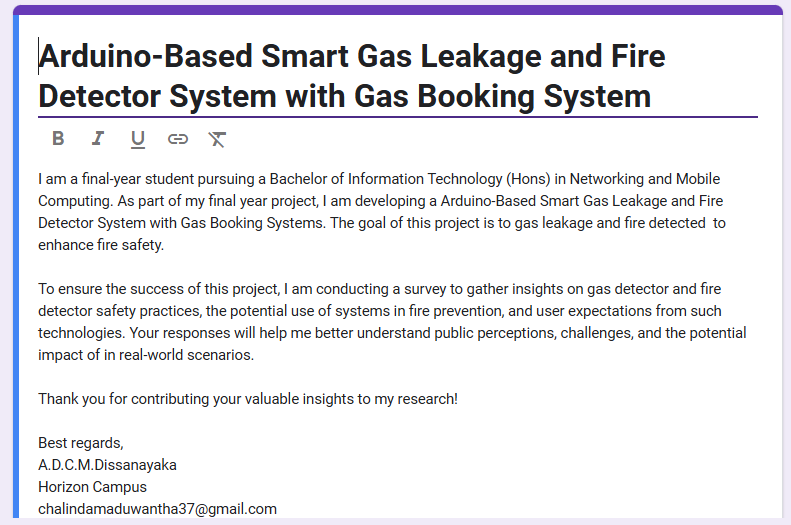 Arduino-Based Smart Gas Leakage and Fire
Detector System with Gas Booking System
B I U
I am a final-year student pursuing a Bachelor of Information Technology (Hons) in Networking and Mobile
Computing. As part of my final year project, I am developing a Arduino-Based Smart Gas Leakage and Fire
Detector System with Gas Booking Systems. The goal of this project is to gas leakage and fire detected  to
enhance fire safety.
To ensure the success of this project, I am conducting a survey to gather insights on gas detector and fire
detector safety practices, the potential use of systems in fire prevention, and user expectations from such
technologies. Your responses will help me better understand public perceptions, challenges, and the potential
impact of in real-world scenarios.
Thank you for contributing your valuable insights to my research!
Best regards,
A.D.C.M.Dissanayaka
Horizon Campus
chalindamaduwantha37@gmail.com